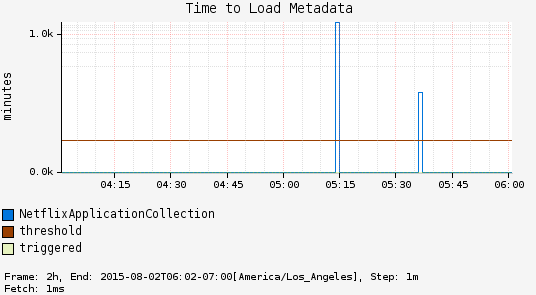 Time to Load Metadata
1.0k
minutes
0.0k
04:15 04:30 04:45 05:00 05:15 05:30 05:45 06:00
NetflixApplicationCollection
threshold
triggered
Frame: 2h, End: 2015-08-02T06:02-07:00[America/Los_Angeles], Step: 1m
Fetch: 1ms